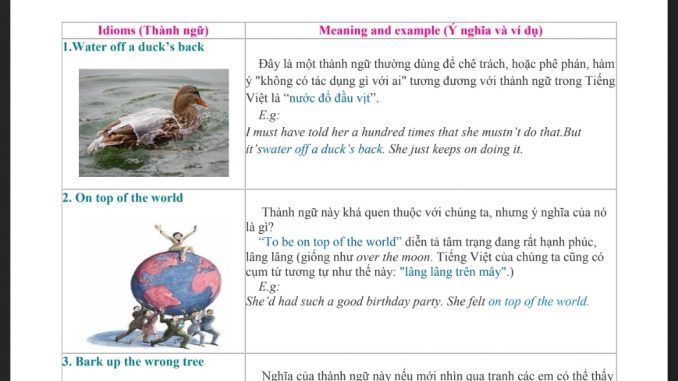 Idioms (Thành ngữ)
Meaning and example (Ý nghĩa và ví dụ)
1.Water off a duck's back
Đây là một thành ngữ thường dùng để chê trách, hoặc phê phán, hàm
ý "không có tác dụng gì với ai" tương đương với thành ngữ trong Tiếng
Việt là “nước đổ đầu vịt”.
E.g:
I must have told her a hundred times that she mustn´t do that.But
it'swater off a duck's back. She just keeps on doing it.
2. On top of the world
Thành ngữ này khá quen thuộc với chúng ta, nhưng ý nghĩa của nó
là gì?
“To be on top of the world” diễn tả tâm trạng đang rất hạnh phúc,
lâng lâng (giống như over the moon. Tiếng Việt của chúng ta cũng có
cụm từ tương tự như thế này: "lâng lâng trên mây".)
E.g:
She'd had such a good birthday party. She felt on top of the world.
3. Bark up the wrong tree
Nghĩa của thành ngữ này nếu mới nhìn qua tranh các em có thể thấy